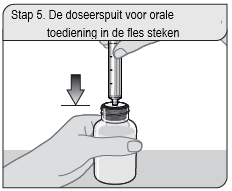 Stap 5. De doseerspuit voor orale
toediening in de fles steken